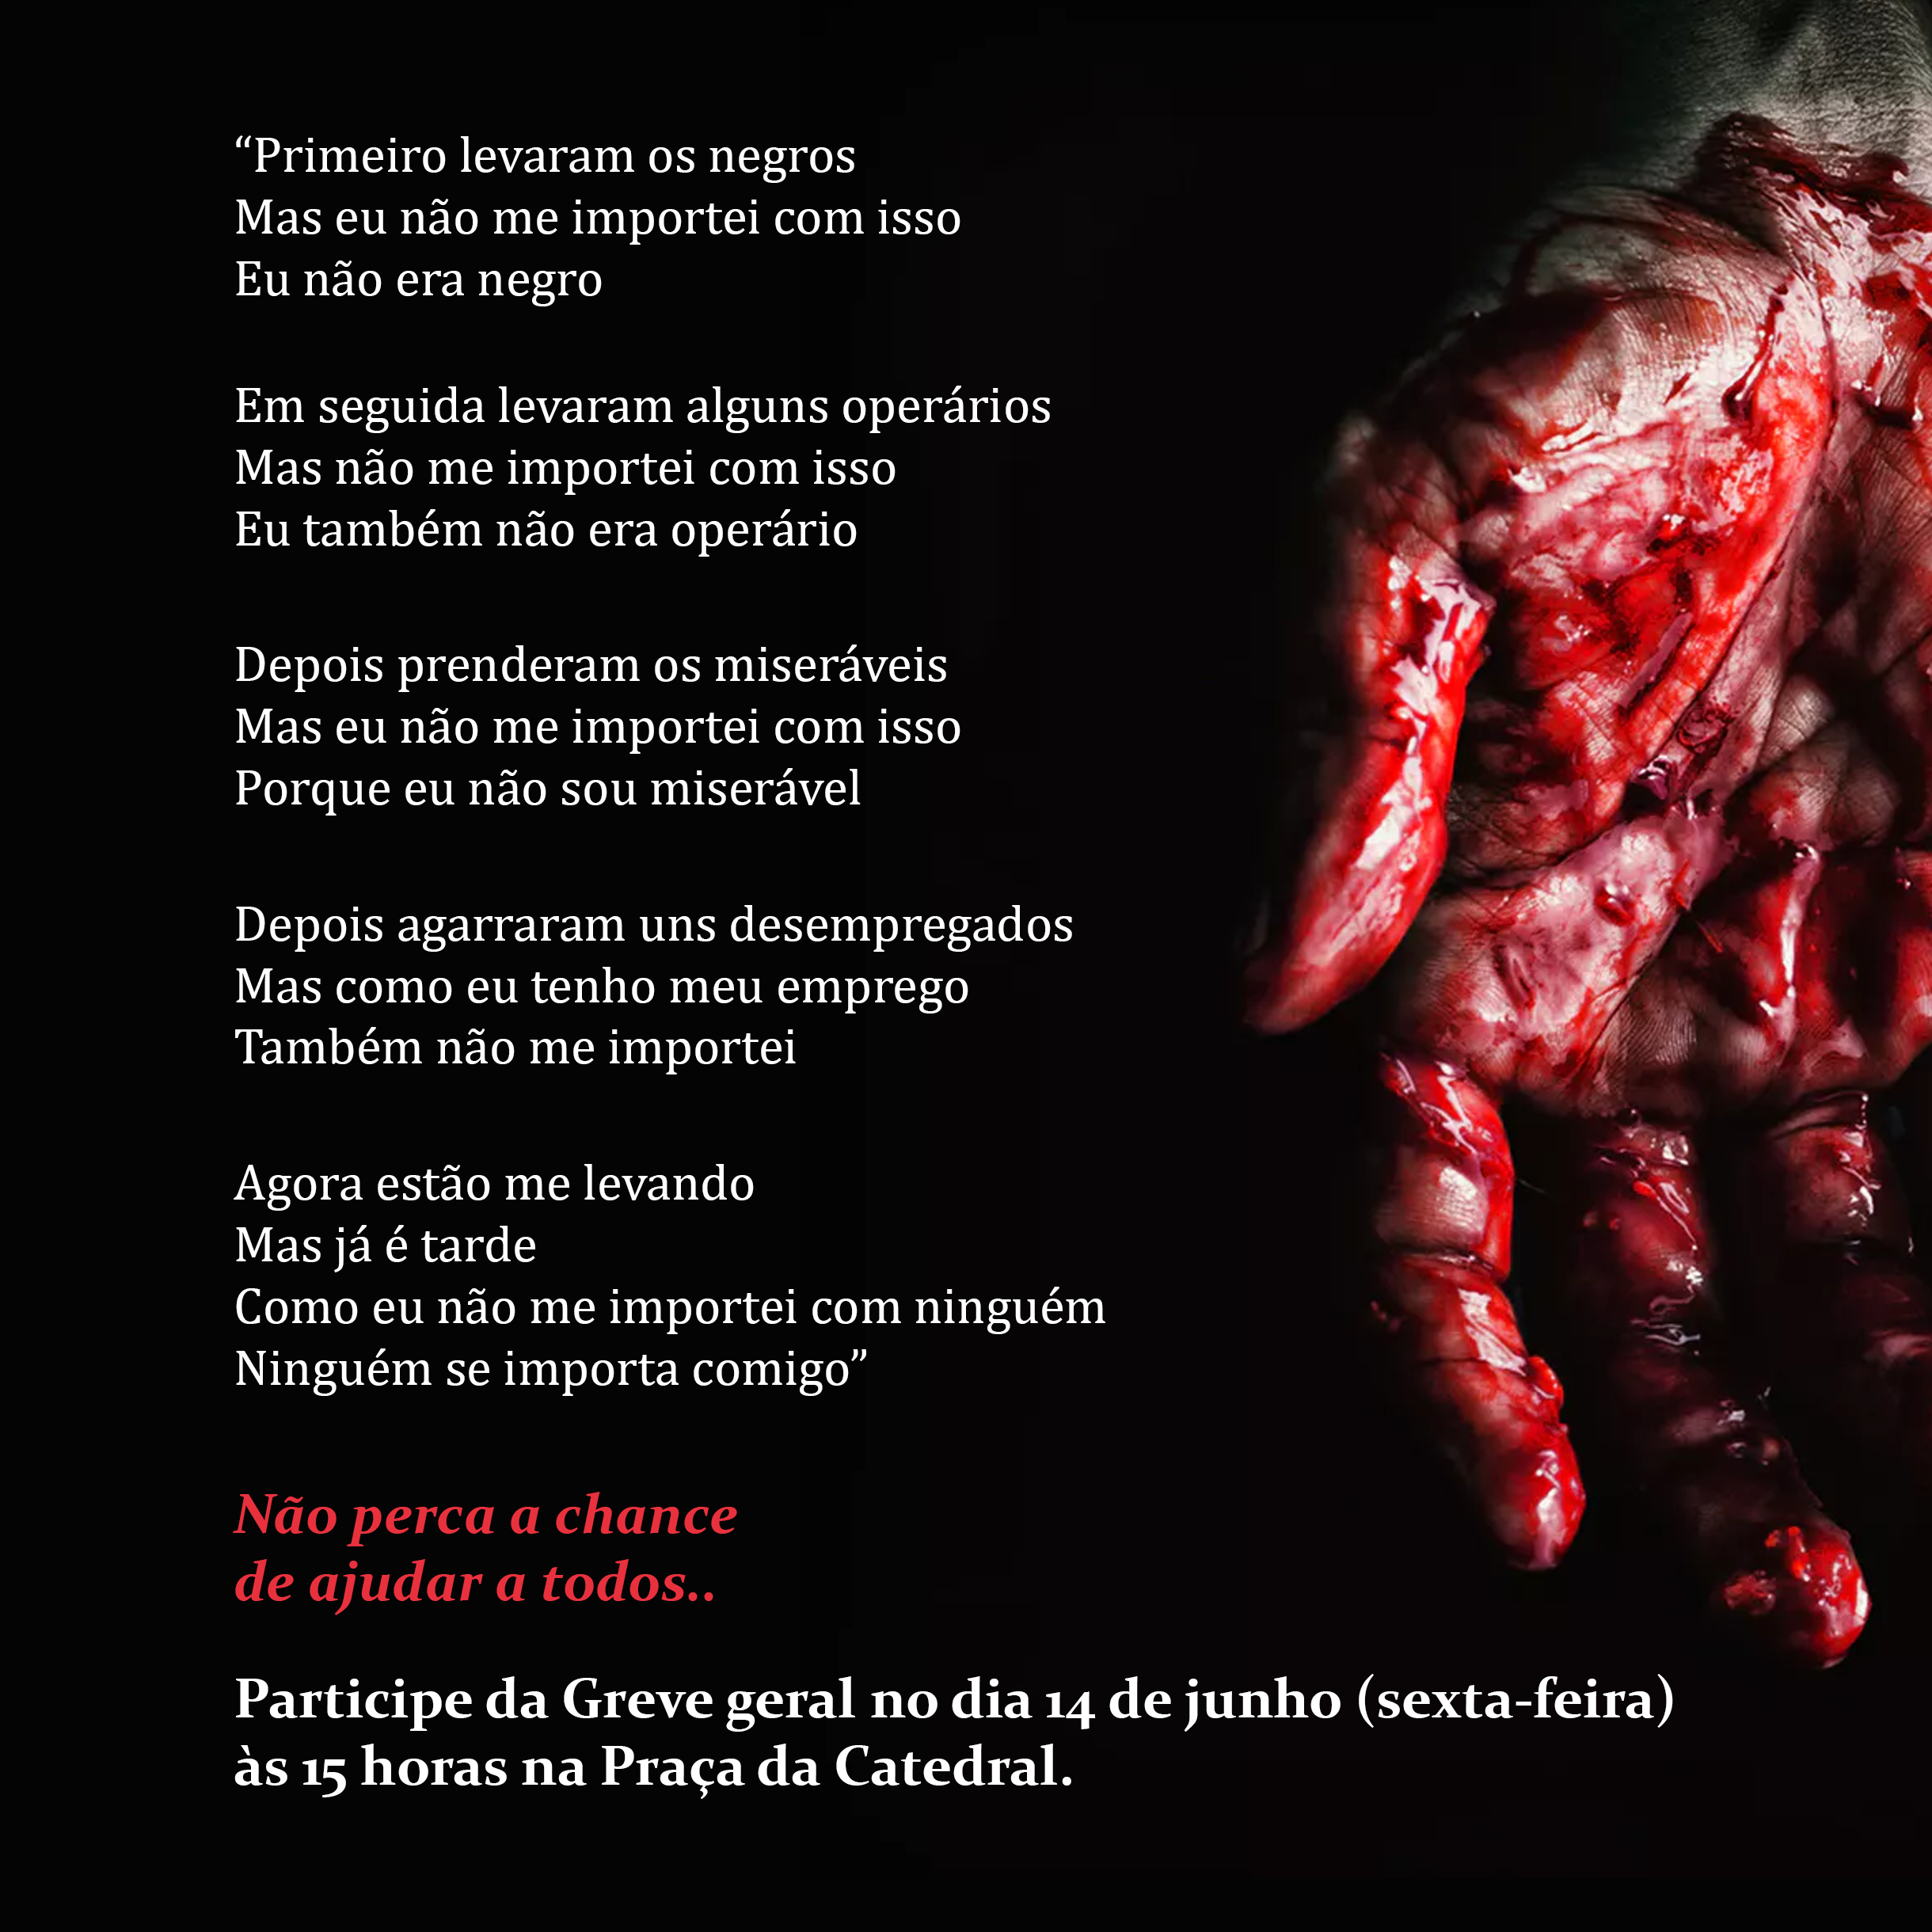 “Primeiro levaram os negros
Mas eu não me importei com isso
Eu não era negro
Em seguida levaram alguns operários
Mas não me importei com isso
Eu também não era operário
Depois prenderam os miseráveis
Mas eu não me importei com isso
Porque eu não sou miserável
Depois agarraram uns desempregados
Mas como eu tenho meu emprego
Também não me importei
Agora estão me levando
Mas já é tarde
Como eu não me importei com ninguém
Ninguém se importa comigo”
Não perca a chance
de ajudar a todos..
Participe da Greve geral no dia 14 de junho (sexta-feira)
às 15 horas na Praça da Catedral.